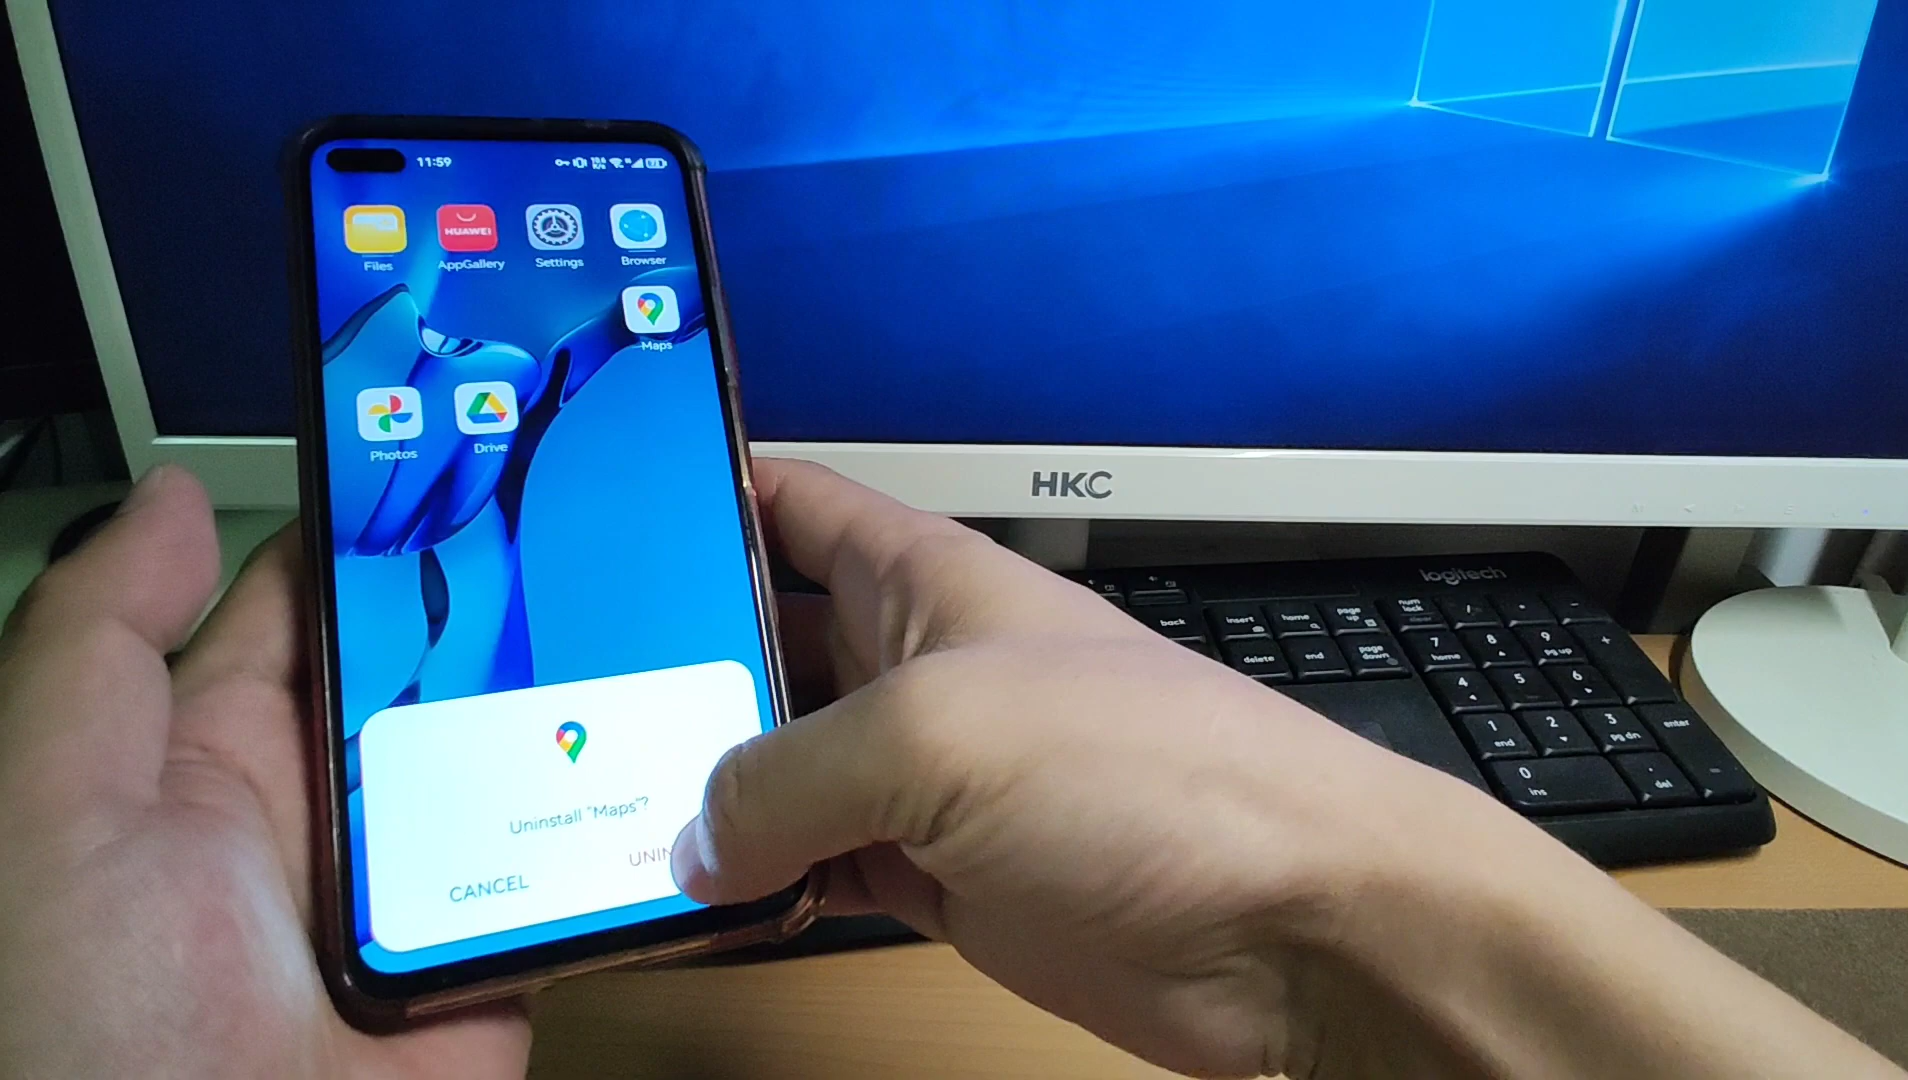 11:59
HUAWEI
Files
AppGallery
Settings
Browser
Maps
Photos
Drive
Uninstall "Maps"?
UNIN
CANCEL
HKC
logitech
back
insert
home
page up
num lock
clear
/
*
-
delete
end
page down
7
home
8
9
pg up
+
4
5
6
1
end
2
3
pg dn
enter
0
ins
.
del